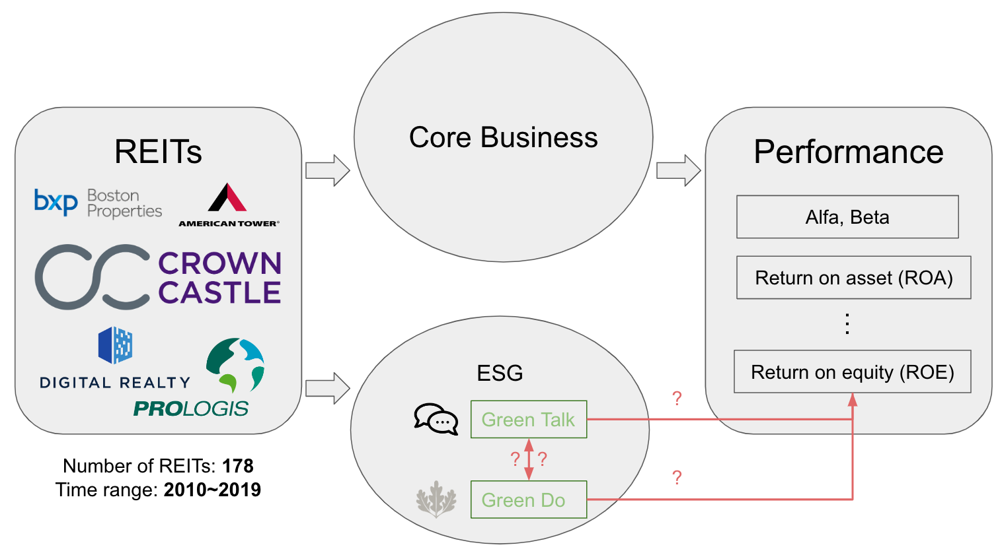 Core Business
REITs
bxp Boston
Properties
AMERICAN TOWER®
CROWN
CASTLE
DIGITAL REALTY
PROLOGIS
Number of REITs: 178
Time range: 2010~2019
ESG
Green Talk
? ?
Green Do
?
?
Performance
Alfa, Beta
Return on asset (ROA)
⋮
Return on equity (ROE)